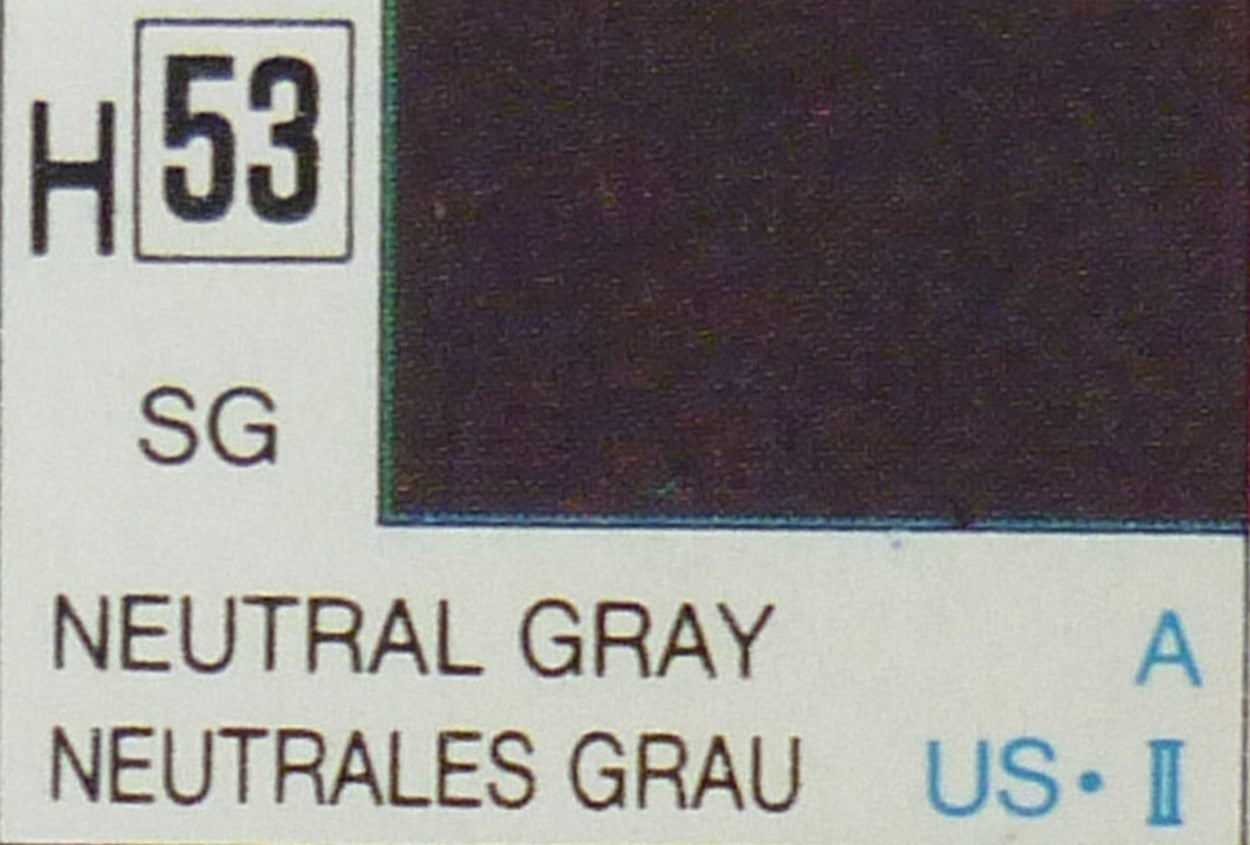 H 53
SG
NEUTRAL GRAY A
NEUTRALES GRAU US・Ⅱ